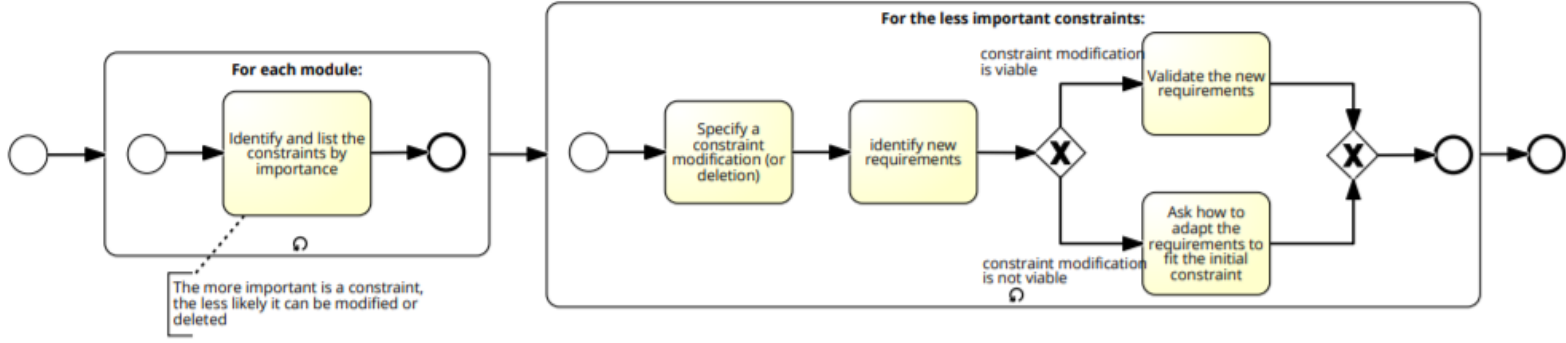 For each module:
Identify and list the
constraints by
importance
The more important is a constraint,
the less likely it can be modified or
deleted
For the less important constraints:
Specify a
constraint
modification (or
deletion)
identify new
requirements
constraint modification
is viable
Validate the new
requirements
constraint modification
is not viable
Ask how to
adapt the
requirements to
fit the initial
constraint